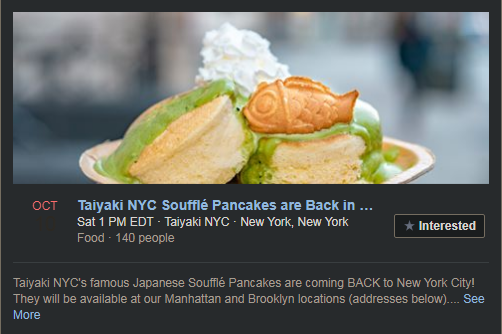 OCT
Taiyaki NYC Soufflé Pancakes are Back in ...
Sat 1 PM EDT · Taiyaki NYC · New York, New York
Food · 140 people
★ Interested
Taiyaki NYC's famous Japanese Soufflé Pancakes are coming BACK to New York City!
They will be available at our Manhattan and Brooklyn locations (addresses below).... See
More